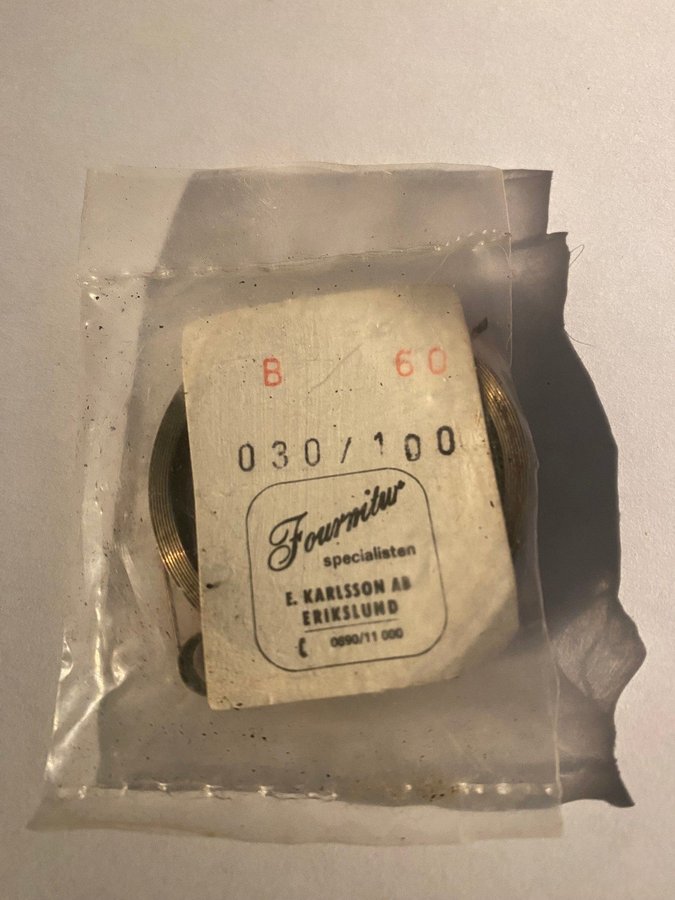 B 60
030/100
Fournitur
specialisten
E. KARLSSON AB
ERIKSLUND
0690/11 000